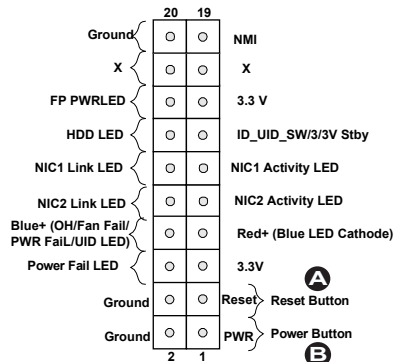 20 19
Ground NMI
X X
FP PWRLED 3.3 V
HDD LED ID_UID_SW/3/3V Stby
NIC1 Link LED NIC1 Activity LED
NIC2 Link LED NIC2 Activity LED
Blue+ (OH/Fan Fail/
PWR FaiL/UID LED) Red+ (Blue LED Cathode)
Power Fail LED 3.3V
A
Ground Reset Reset Button
Ground PWR Power Button
2 1 B